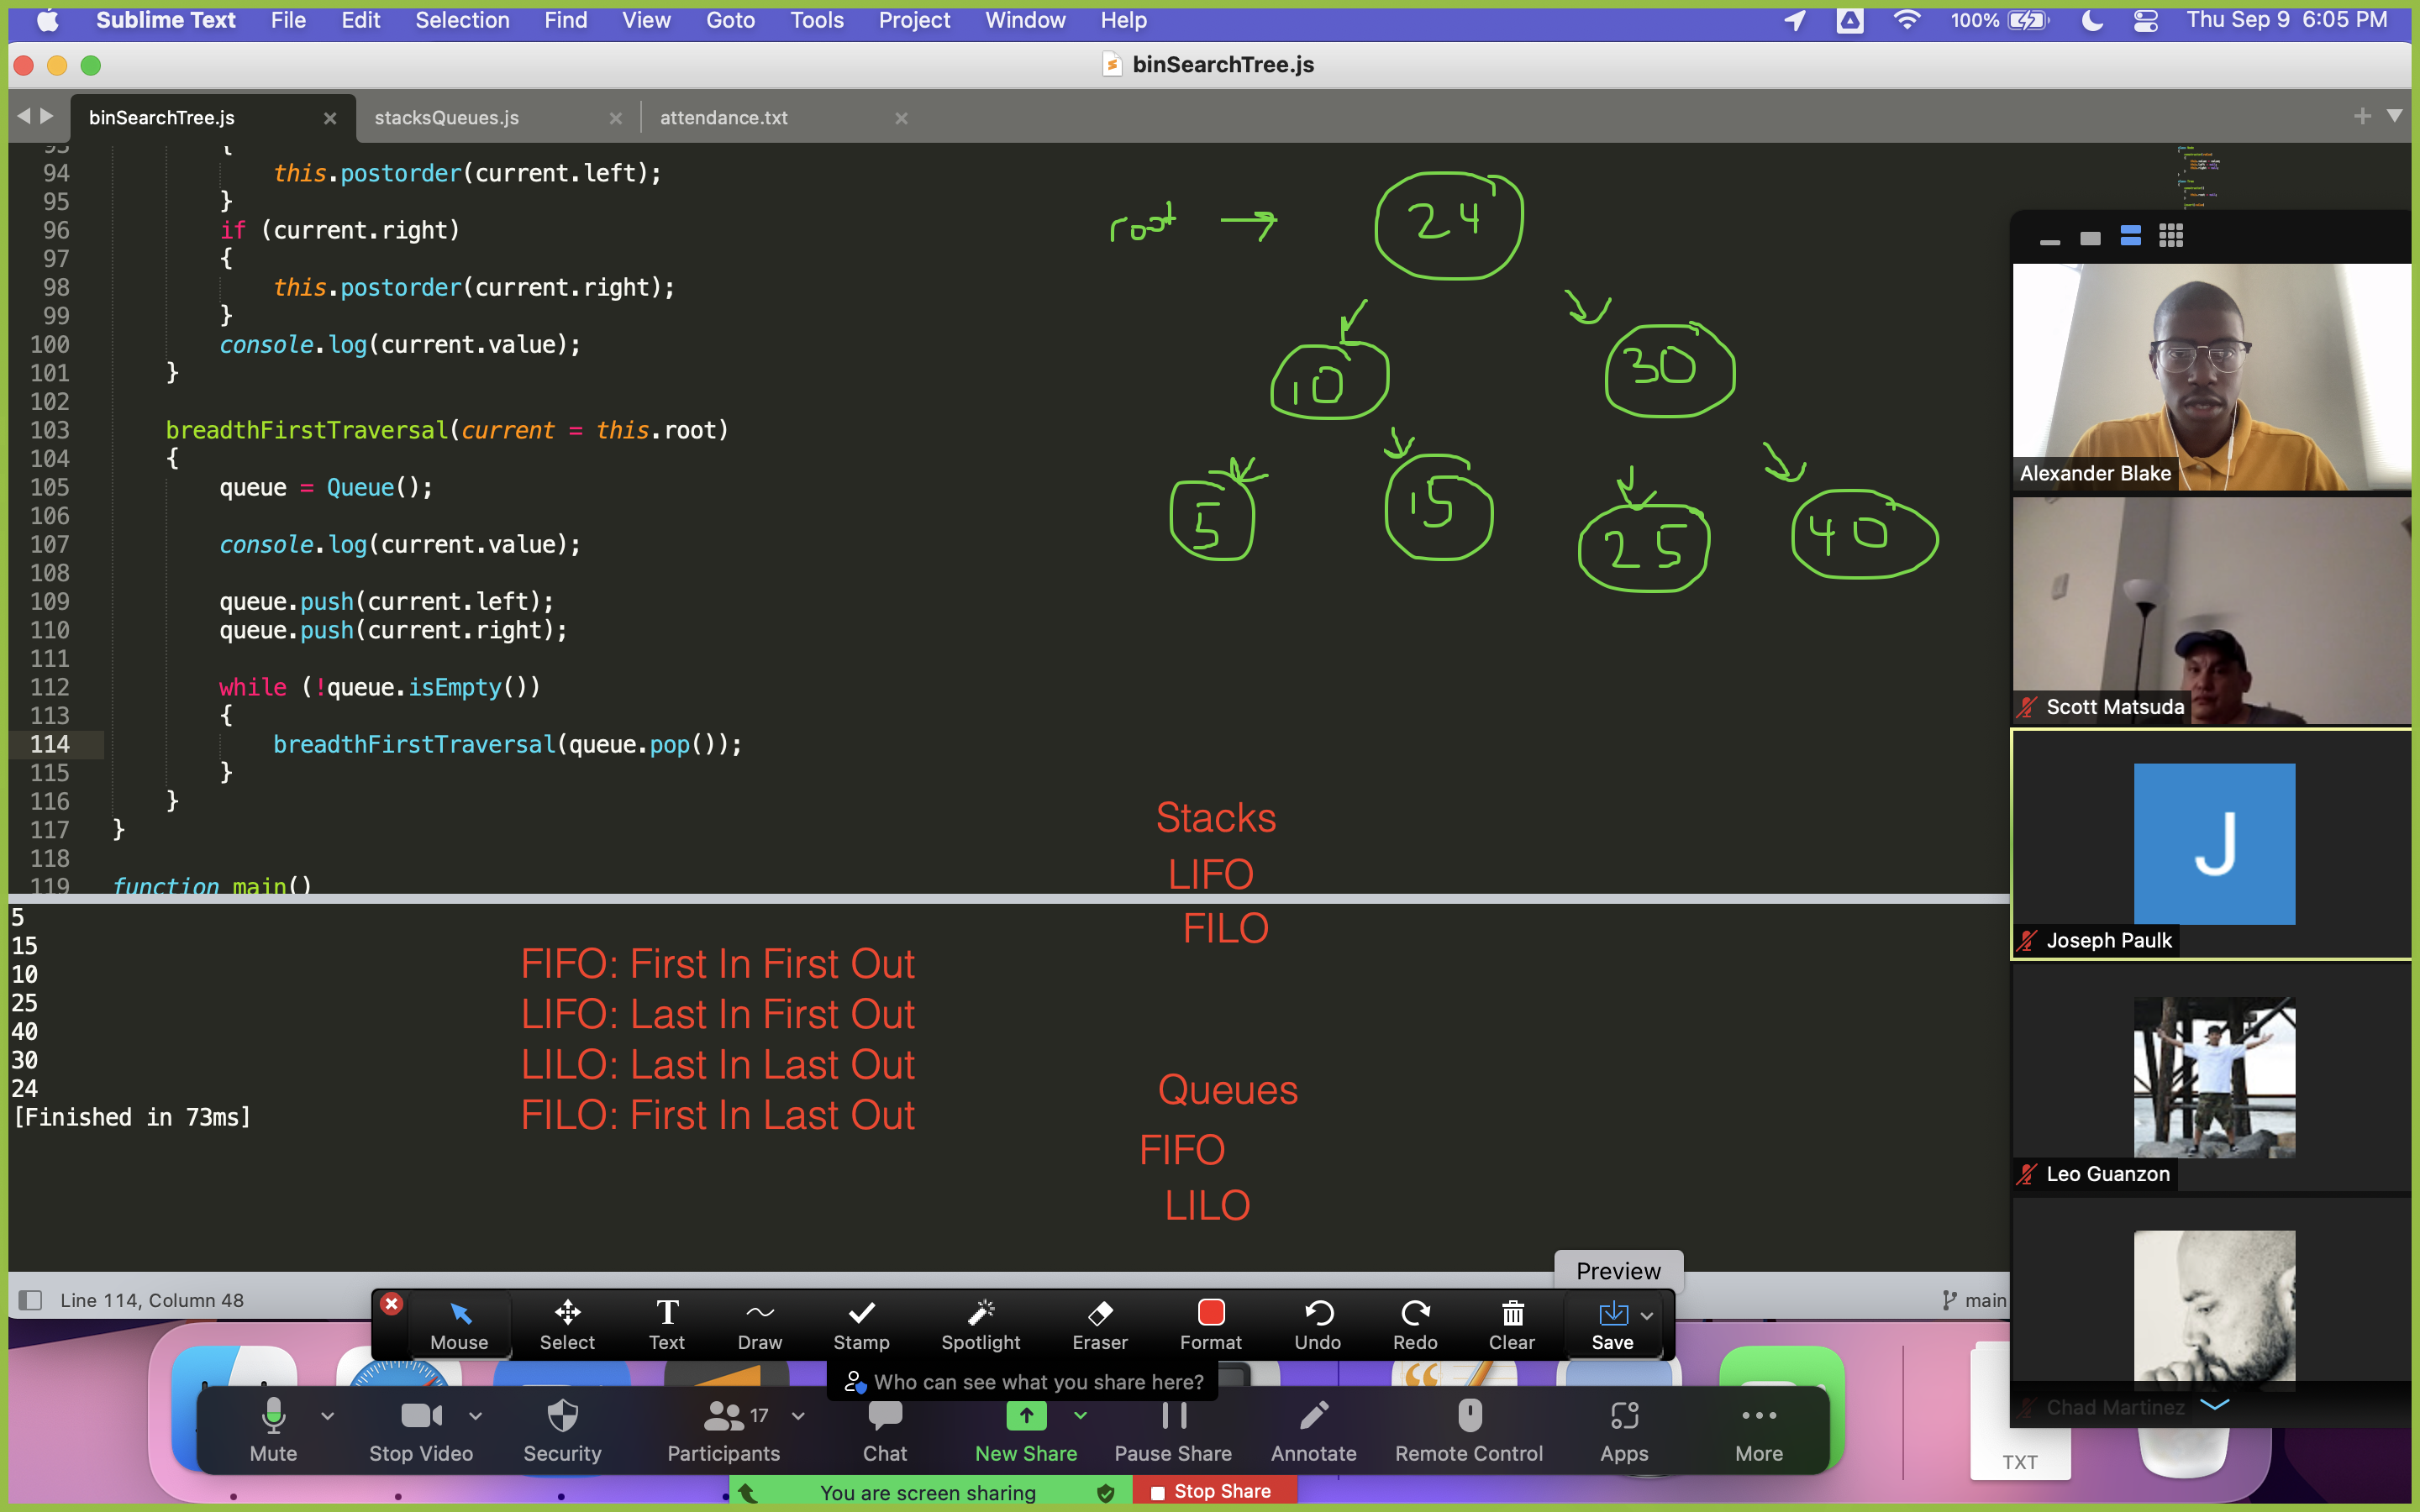 Sublime Text File Edit Selection Find View Goto Tools Project Window Help 100% Thu Sep 9 6:05 PM
binSearchTree.js
binSearchTree.js stacksQueues.js attendance.txt
93 {
94 this.postorder(current.left);
95 }
96 if (current.right)
97 {
98 this.postorder(current.right);
99 }
100 console.log(current.value);
101 }
102
103 breadthFirstTraversal(current = this.root)
104 {
105 queue = Queue();
106
107 console.log(current.value);
108
109 queue.push(current.left);
110 queue.push(current.right);
111
112 while (!queue.isEmpty())
113 {
114 breadthFirstTraversal(queue.pop());
115 }
116 }
117 }
118
119 function main()
root → 24
10 30
5 15 25 40
Stacks
LIFO
FILO
5
15
10
25
40
30
24
[Finished in 73ms]
FIFO: First In First Out
LIFO: Last In First Out
LILO: Last In Last Out
FILO: First In Last Out
Queues
FIFO
LILO
Alexander Blake
Scott Matsuda
J
Joseph Paulk
Leo Guanzon
Chad Martinez
Preview
Line 114, Column 48
main
Mouse Select Text Draw Stamp Spotlight Eraser Format Undo Redo Clear Save
Who can see what you share here?
17
Mute Stop Video Security Participants Chat New Share Pause Share Annotate Remote Control Apps More
TXT
You are screen sharing Stop Share